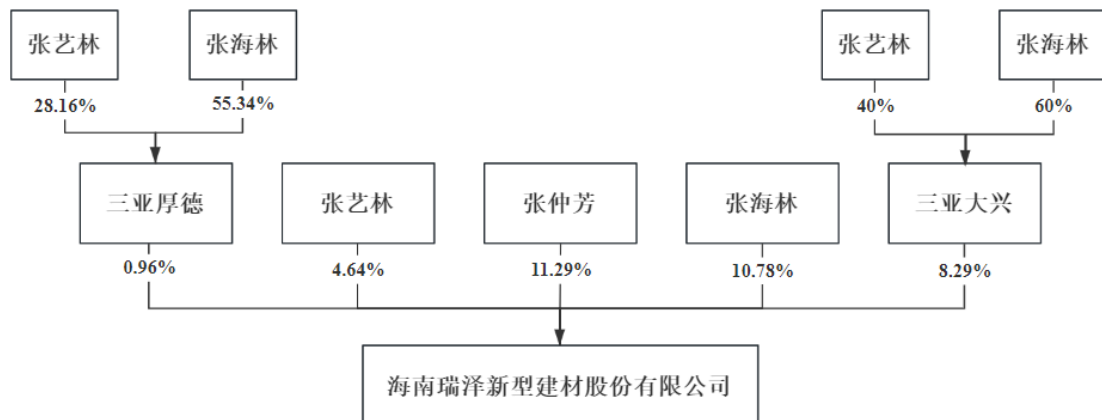 张艺林
张海林
张艺林
张海林
28.16%
55.34%
40%
60%
三亚厚德
张艺林
张仲芳
张海林
三亚大兴
0.96%
4.64%
11.29%
10.78%
8.29%
海南瑞泽新型建材股份有限公司